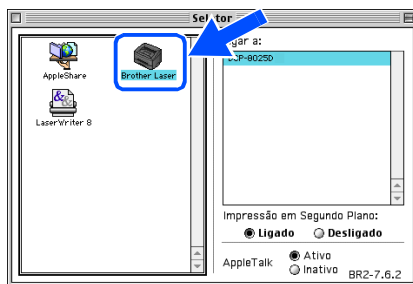 Seletor
Ligar a:
AppleShare
Brother Laser
DCP-8025D
LaserWriter 8
Impressão em Segundo Plano:
Ligado
Desligado
AppleTalk
Ativo
Inativo
BR2-7.6.2